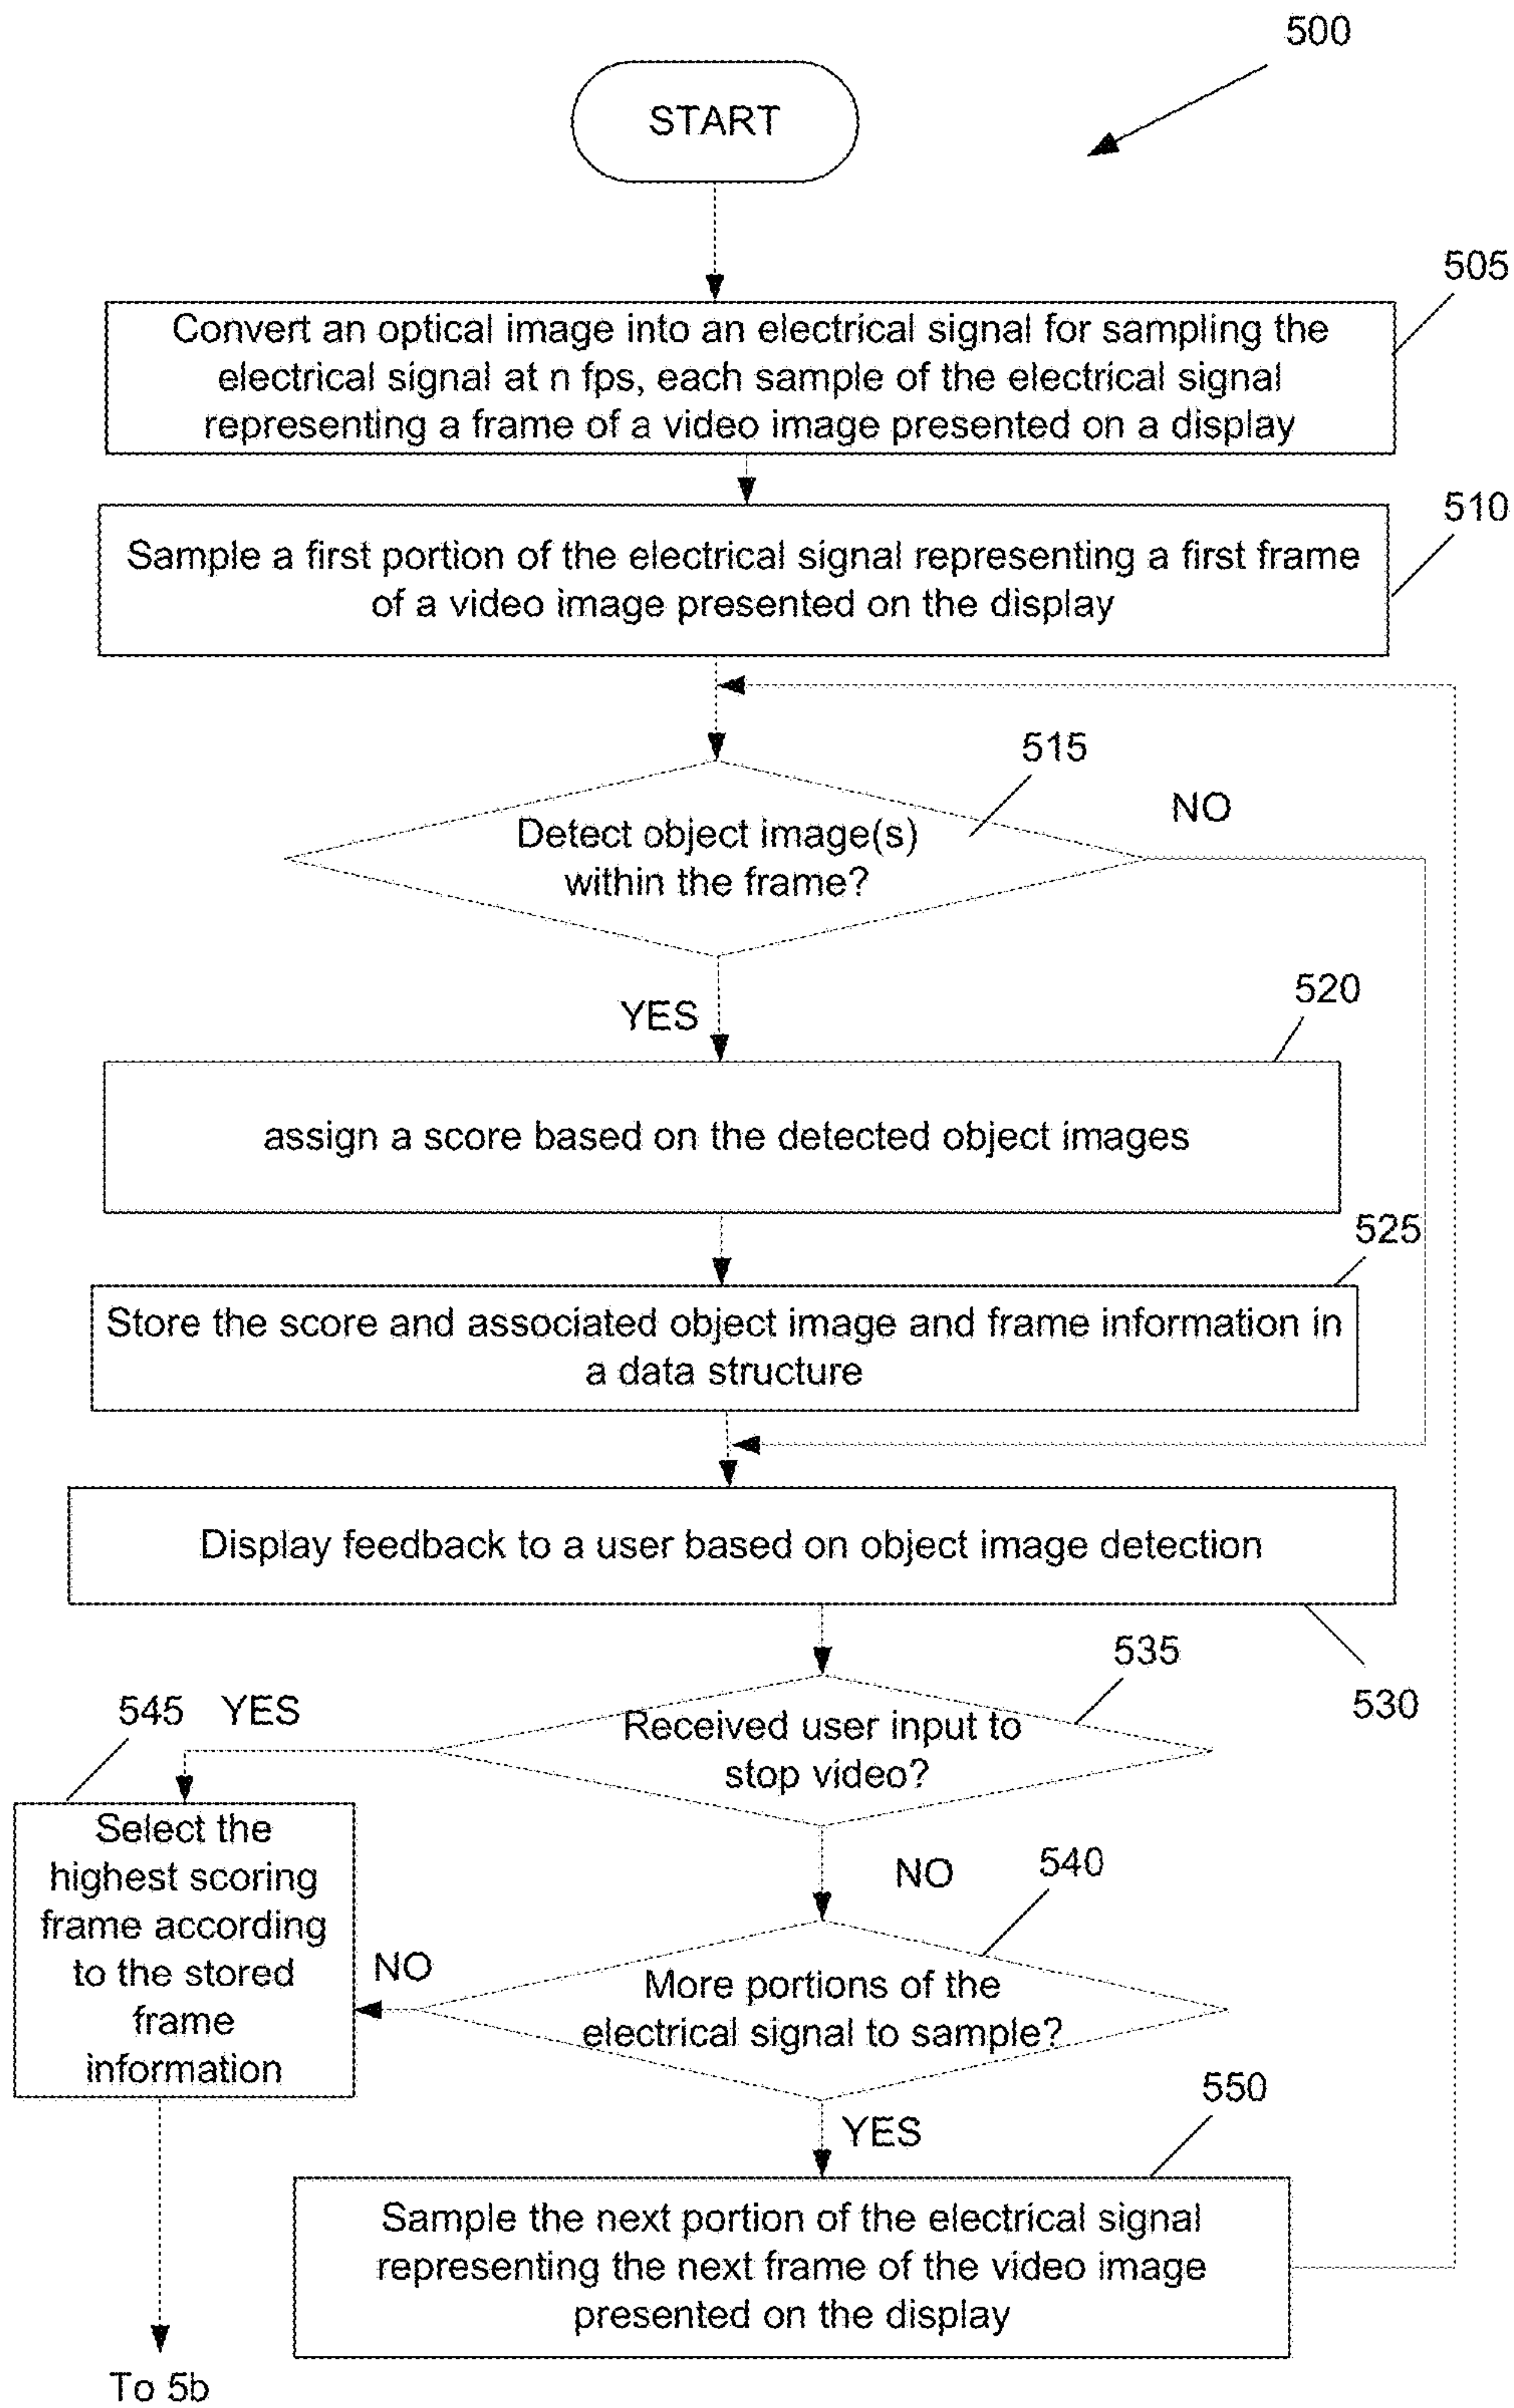 500
START
505
Convert an optical image into an electrical signal for sampling the
electrical signal at n fps, each sample of the electrical signal
representing a frame of a video image presented on a display
510
Sample a first portion of the electrical signal representing a first frame
of a video image presented on the display
515
NO
Detect object image(s)
within the frame?
YES
520
assign a score based on the detected object images
525
Store the score and associated object image and frame information in
a data structure
Display feedback to a user based on object image detection
530
535
545
YES
Received user input to
stop video?
Select the
highest scoring
frame according
to the stored
frame
information
NO
540
NO
More portions of the
electrical signal to sample?
YES
550
Sample the next portion of the electrical signal
representing the next frame of the video image
presented on the display
To 5b